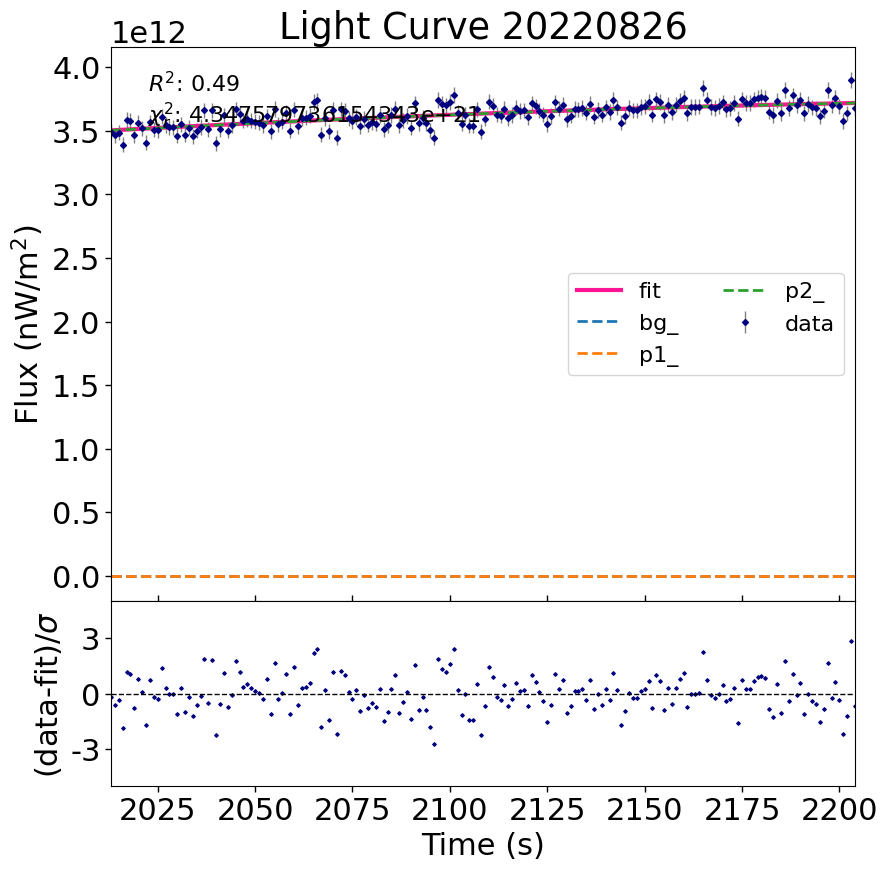 1e12
Light Curve 20220826
4.0
R²: 0.49
χ²:
3.5
3.0
2.5
2.0
1.5
1.0
0.5
0.0
Flux (nW/m²)
fit
bg_
p1_
p2_
data
3
0
-3
(data-fit)/σ
2025 2050 2075 2100 2125 2150 2175 2200
Time (s)